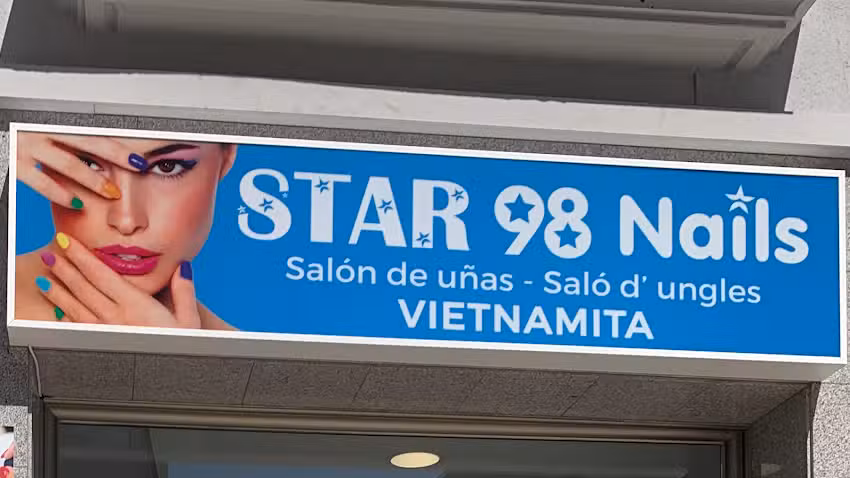 STAR 98 Nails
Salón de uñas - Saló d' ungles
VIETNAMITA